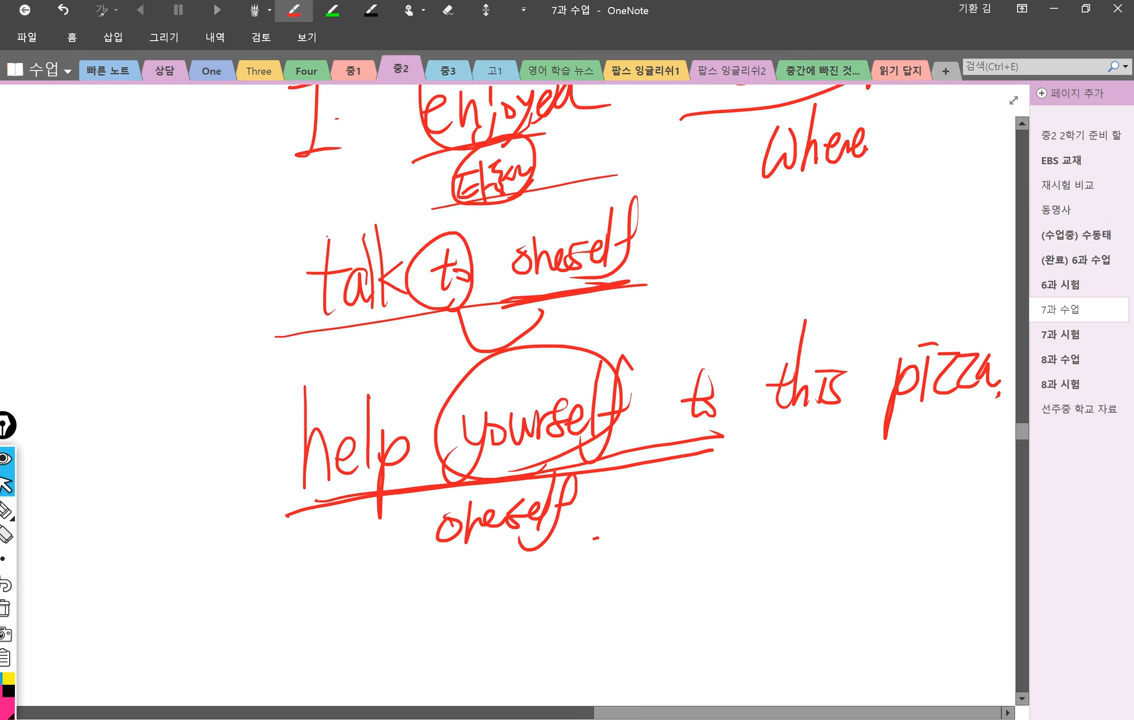 7과 수업 - OneNote
기환 김
파일 홈 삽입 그리기 내역 검토 보기
수업 빠른 노트 상담 One Three Four 중1 중2 중3 고1 영어 학습 뉴스 팝스 잉글리쉬1 팝스 잉글리쉬2 중간에 빠진 것... 읽기 답지 + 검색(Ctrl+E)
페이지 추가
중2 2학기 준비 할
EBS 교재
재시험 비교
동명사
(수업중) 수동태
(완료) 6과 수업
6과 시험
7과 수업
7과 시험
8과 수업
8과 시험
선주중 학교 자료
I enjoyed
where
talk to oneself
help yourself to this pizza.
oneself.